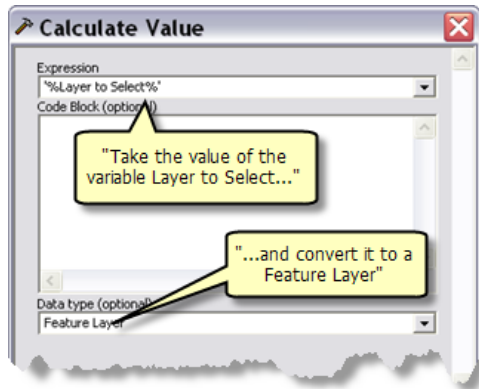 Calculate Value
Expression
'%Layer to Select%'
Code Block (optional)
"Take the value of the
variable Layer to Select..."
"...and convert it to a
Feature Layer"
Data type (optional)
Feature Layer